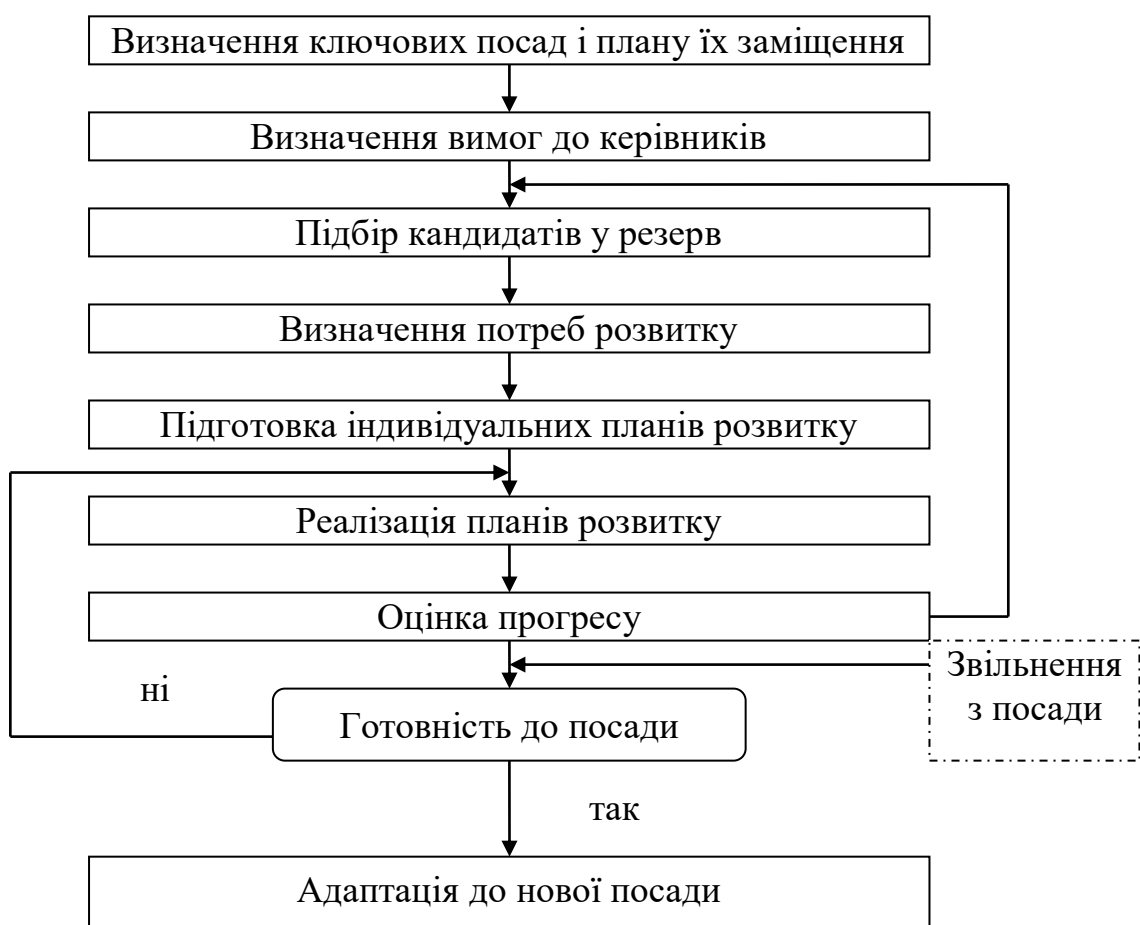 Визначення ключових посад і плану їх заміщення
Визначення вимог до керівників
Підбір кандидатів у резерв
Визначення потреб розвитку
Підготовка індивідуальних планів розвитку
Реалізація планів розвитку
Оцінка прогресу
Звільнення
з посади
ні
Готовність до посади
так
Адаптація до нової посади